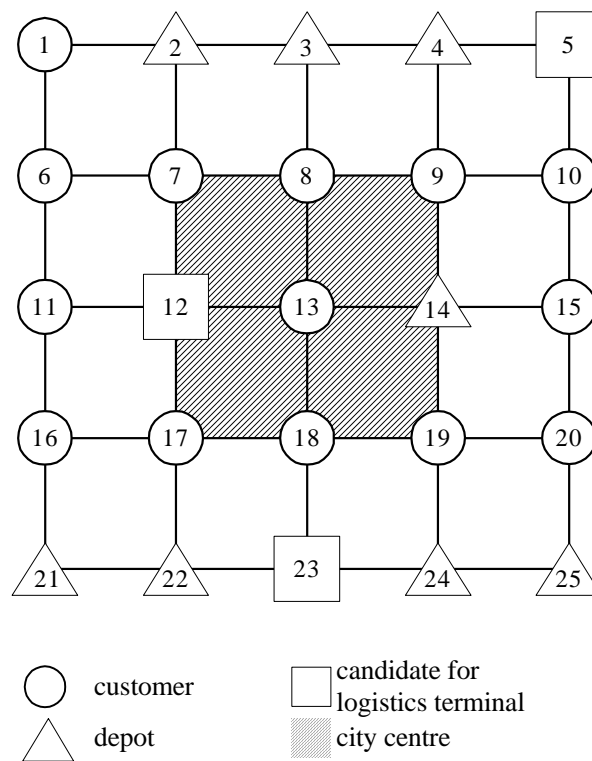 1 2 3 4 5
6 7 8 9 10
11 12 13 14 15
16 17 18 19 20
21 22 23 24 25
customer
candidate for
logistics terminal
depot
city centre